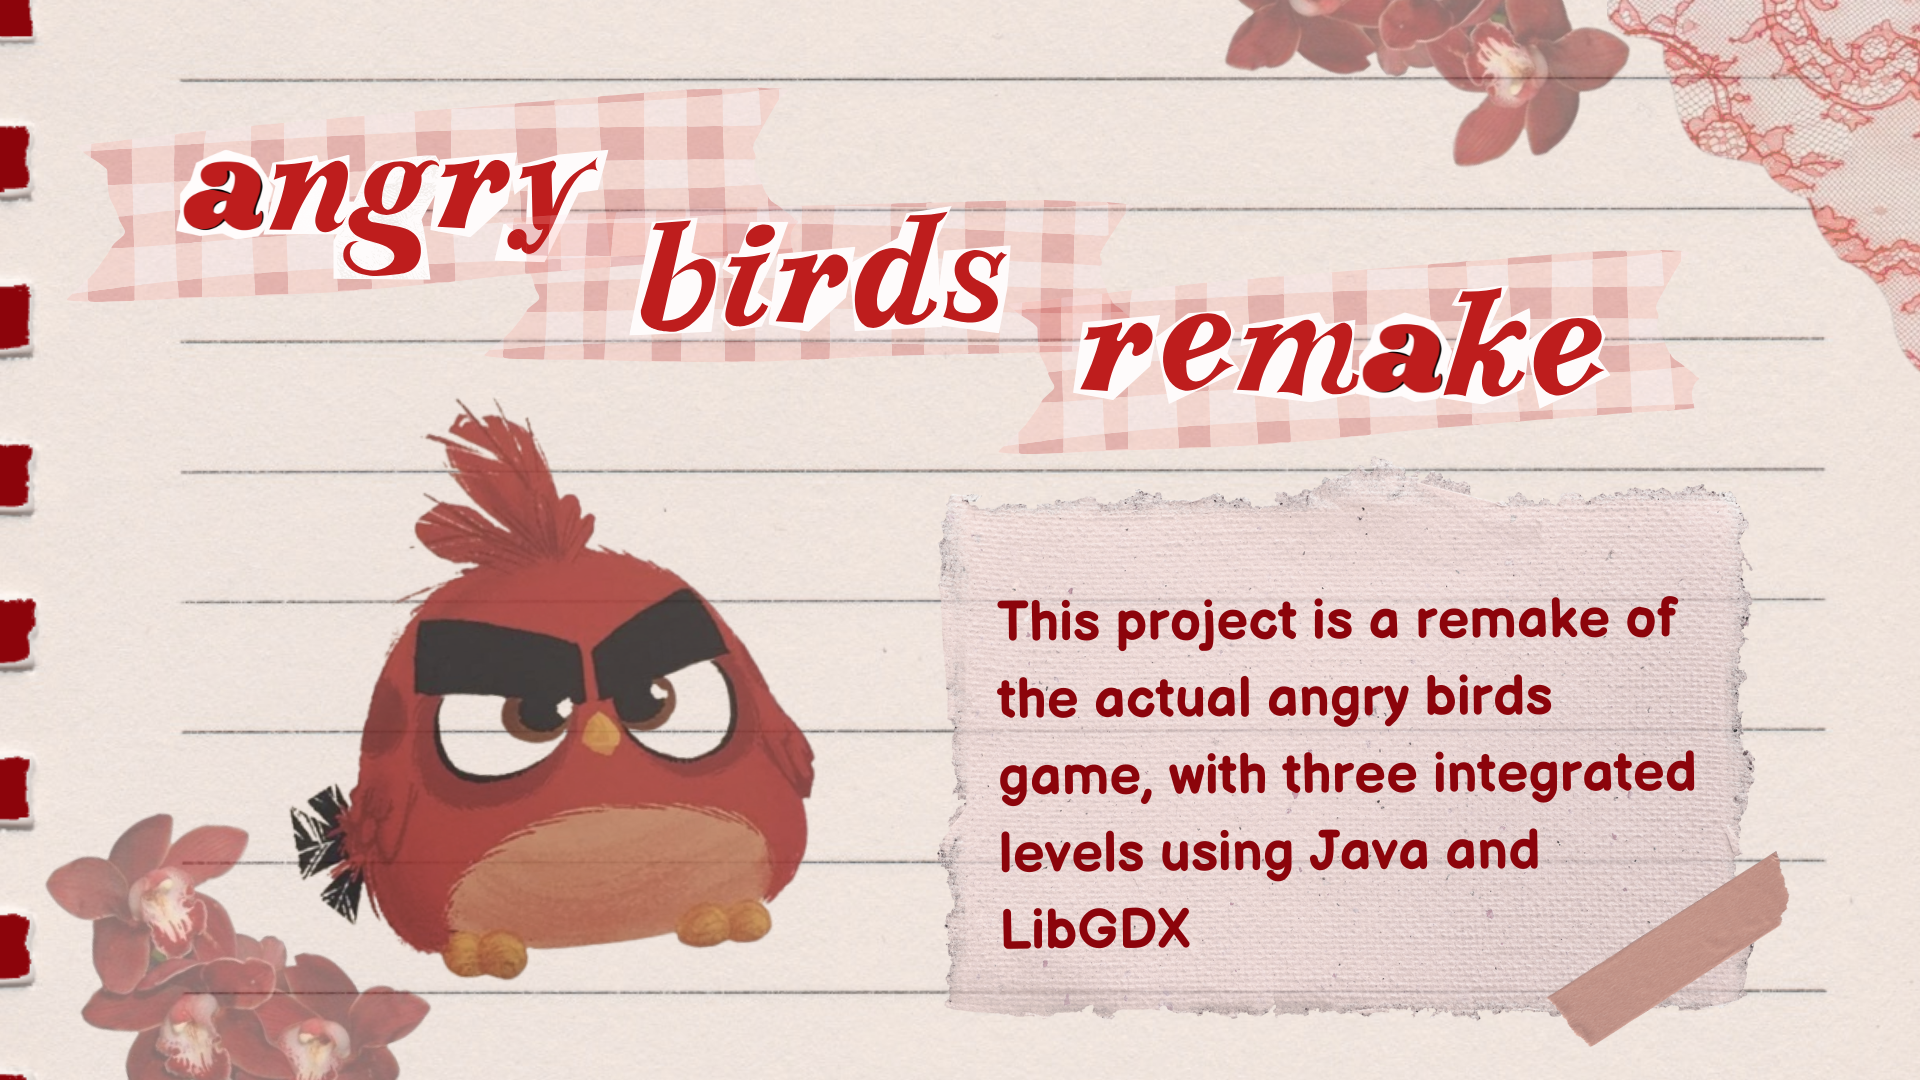 angry
birds
remake
This project is a remake of
the actual angry birds
game, with three integrated
levels using Java and
LibGDX